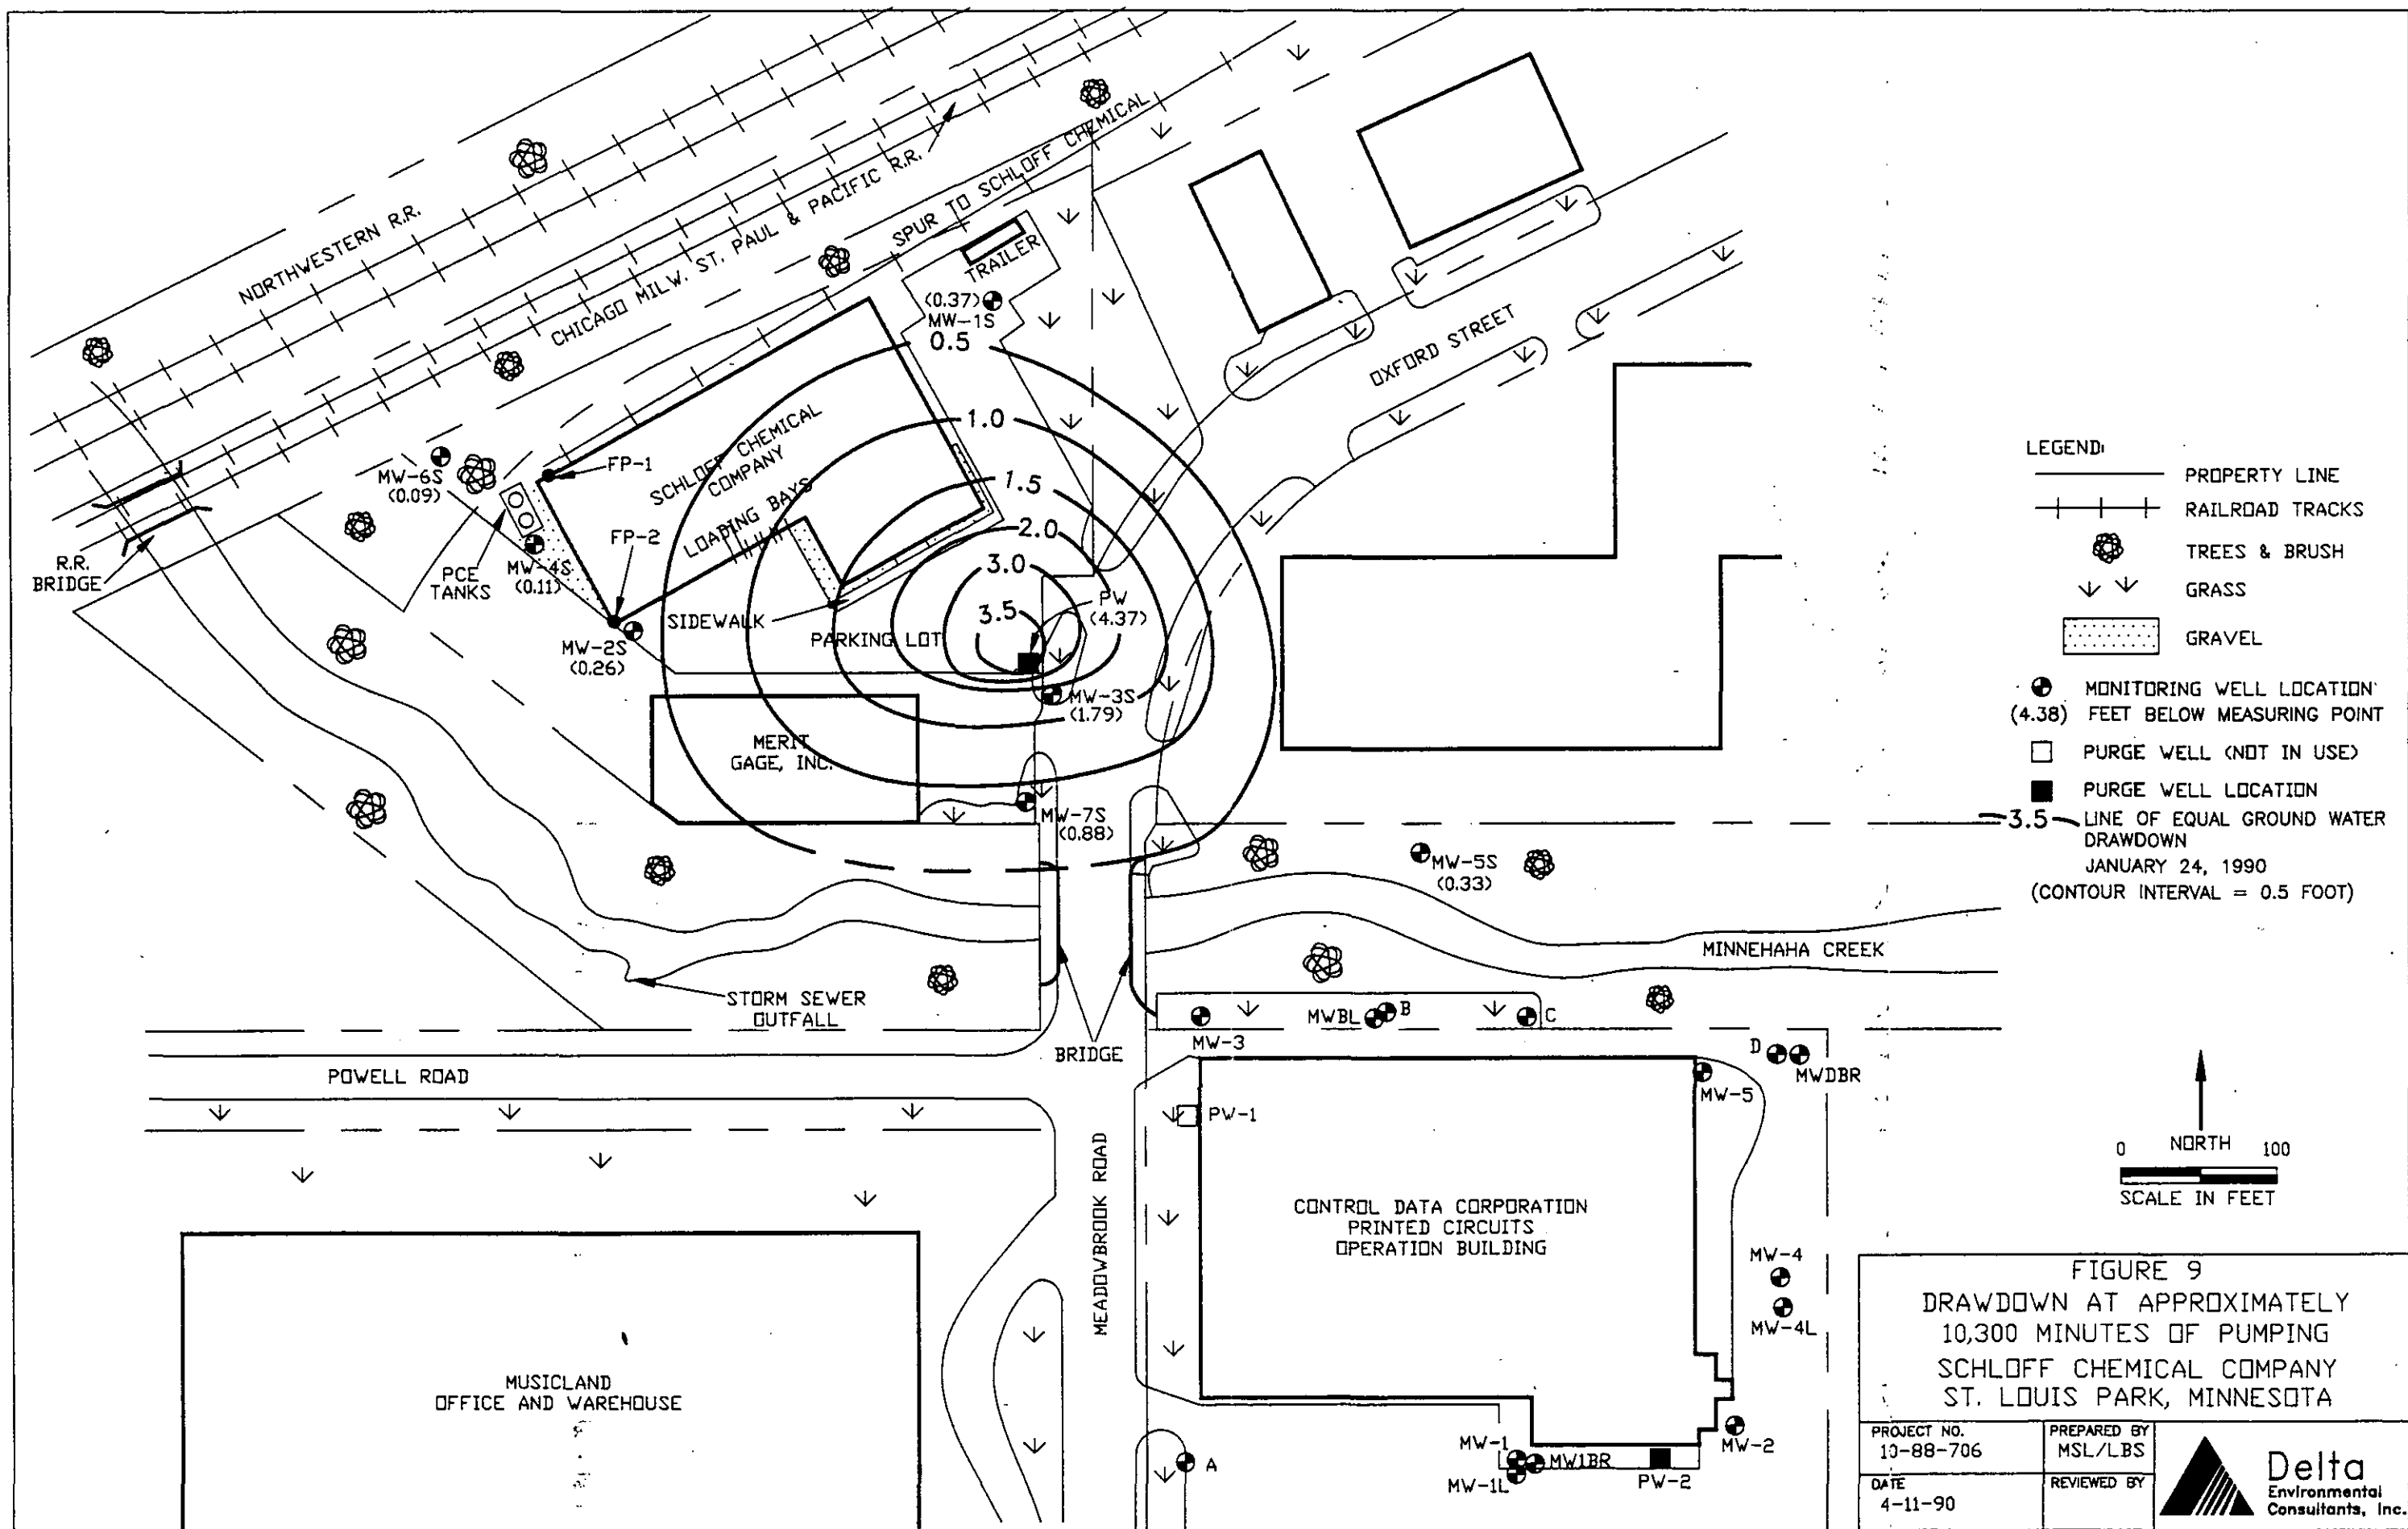 NORTHWESTERN R.R.
CHICAGO MILW. ST. PAUL & PACIFIC R.R.
SPUR TO SCHLOFF CHEMICAL
TRAILER
(0.37)
MW-1S
0.5
1.0
1.5
2.0
3.0
3.5
OXFORD STREET
SCHLOFF CHEMICAL
COMPANY
LOADING BAYS
FP-1
FP-2
MW-6S
(0.09)
R.R.
BRIDGE
PCE
TANKS
MW-4S
(0.11)
MW-2S
(0.26)
SIDEWALK
PARKING LOT
PW
(4.37)
MW-3S
(1.79)
MERIT
GAGE, INC.
MW-7S
(0.88)
MW-5S
(0.33)
MINNEHAHA CREEK
STORM SEWER
OUTFALL
BRIDGE
POWELL ROAD
MEADOWBROOK ROAD
MW-3
MWBL
B
C
D
MWDBR
MW-5
PW-1
CONTROL DATA CORPORATION
PRINTED CIRCUITS
OPERATION BUILDING
MW-4
MW-4L
MW-2
MW-1
MW1BR
MW-1L
PW-2
A
MUSICLAND
OFFICE AND WAREHOUSE
LEGEND:
PROPERTY LINE
RAILROAD TRACKS
TREES & BRUSH
GRASS
GRAVEL
MONITORING WELL LOCATION
(4.38) FEET BELOW MEASURING POINT
PURGE WELL (NOT IN USE)
PURGE WELL LOCATION
3.5 LINE OF EQUAL GROUND WATER
DRAWDOWN
JANUARY 24, 1990
(CONTOUR INTERVAL = 0.5 FOOT)
NORTH
0 100
SCALE IN FEET
FIGURE 9
DRAWDOWN AT APPROXIMATELY
10,300 MINUTES OF PUMPING
SCHLOFF CHEMICAL COMPANY
ST. LOUIS PARK, MINNESOTA
PROJECT NO.
10-88-706
PREPARED BY
MSL/LBS
DATE
4-11-90
REVIEWED BY
Delta
Environmental
Consultants, Inc.